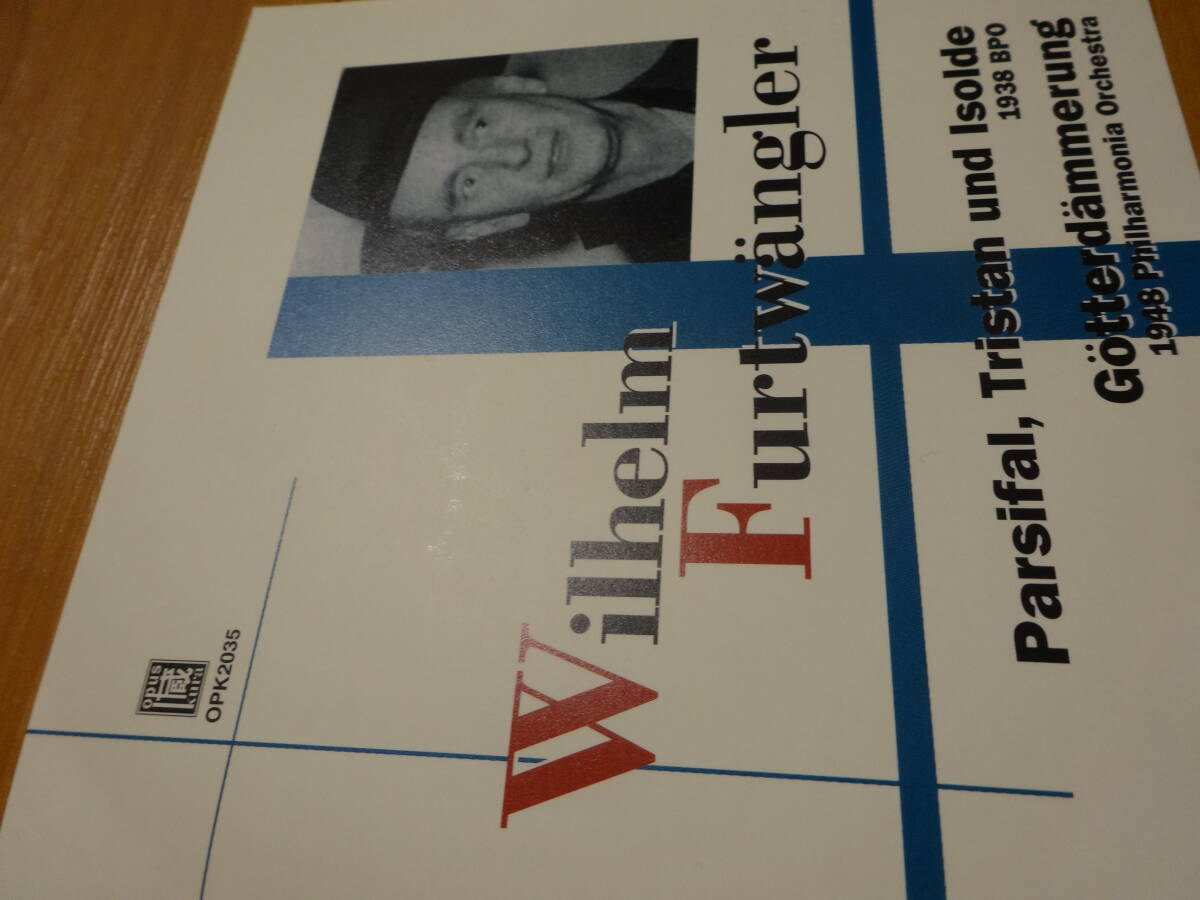 opus
蔵
kura
OPK2035
Wilhelm
Furtwängler
Parsifal, Tristan und Isolde
1938 BPO
Götterdämmerung
1948 Philharmonia Orchestra